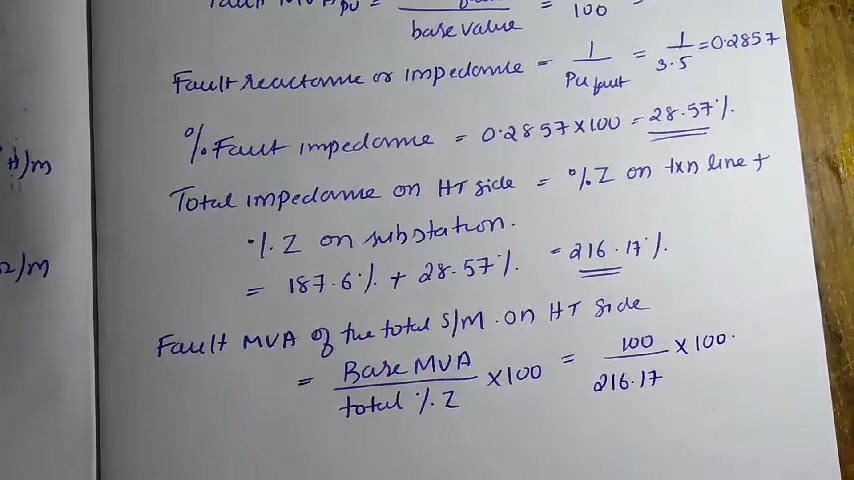 base value 100
Fault reactance or impedance = 1 / Pu fault = 1 / 3.5 = 0.2857
% Fault impedance = 0.2857 x 100 = 28.57 %.
Total impedance on HT side = % Z on txn line +
% Z on substation.
= 187.6 % + 28.57 %. = 216.17 %.
Fault MVA of the total S/M. on HT side
= Base MVA / total % Z x 100 = 100 / 216.17 x 100.
H/m
Ω/m